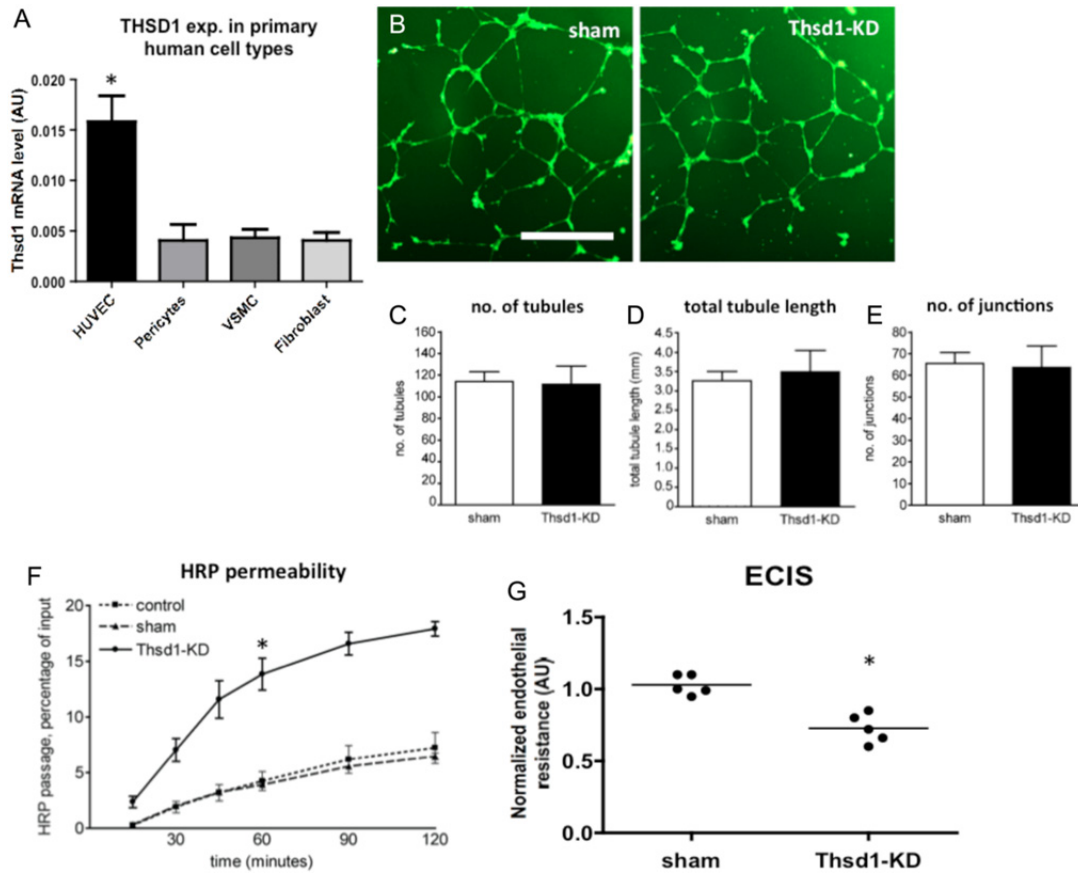 A
THSD1 exp. in primary
human cell types
Thsd1 mRNA level (AU)
0.020
0.015
0.010
0.005
0.000
*
HUVEC
Pericytes
VSMC
Fibroblast
B
sham
Thsd1-KD
C
no. of tubules
no. of tubules
160
140
120
100
80
60
40
20
0
sham
Thsd1-KD
D
total tubule length
total tubule length (mm)
4.5
4.0
3.5
3.0
2.5
2.0
1.5
1.0
0.5
0
sham
Thsd1-KD
E
no. of junctions
no. of junctions
80
70
60
50
40
30
20
10
0
sham
Thsd1-KD
F
HRP permeability
HRP passage, percentage of input
20
15
10
5
0
control
sham
Thsd1-KD
*
30
60
90
120
time (minutes)
G
ECIS
Normalized endothelial
resistance (AU)
1.5
1.0
0.5
0.0
*
sham
Thsd1-KD